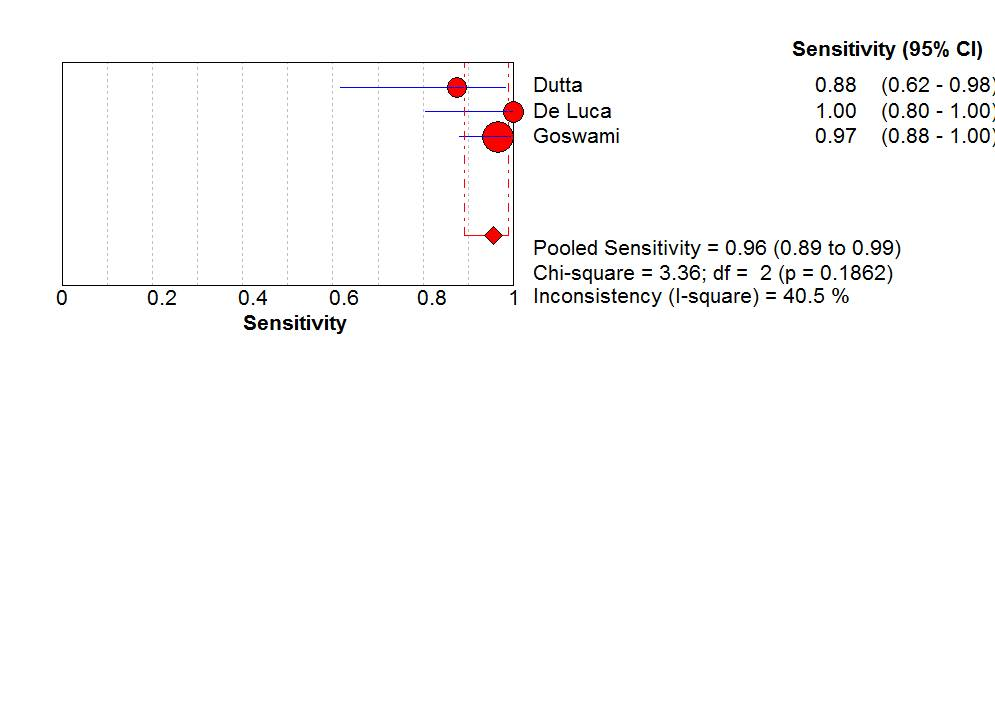 Sensitivity (95% CI)
Dutta 0.88 (0.62 - 0.98)
De Luca 1.00 (0.80 - 1.00)
Goswami 0.97 (0.88 - 1.00)
Pooled Sensitivity = 0.96 (0.89 to 0.99)
Chi-square = 3.36; df = 2 (p = 0.1862)
Inconsistency (I-square) = 40.5 %
0 0.2 0.4 0.6 0.8 1
Sensitivity